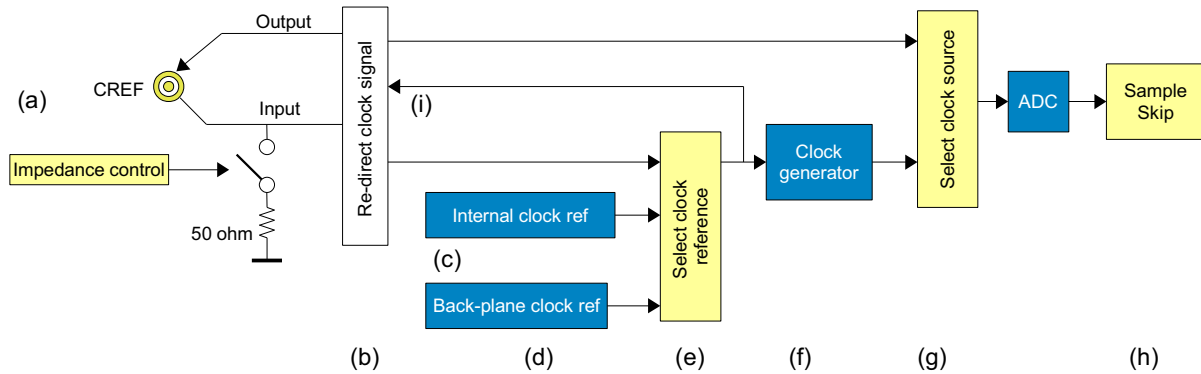 Output
(a)
CREF
Input
Impedance control
50 ohm
Re-direct clock signal
(i)
Internal clock ref
(c)
Back-plane clock ref
Select clock
reference
Clock
generator
Select clock source
ADC
Sample
Skip
(b)
(d)
(e)
(f)
(g)
(h)